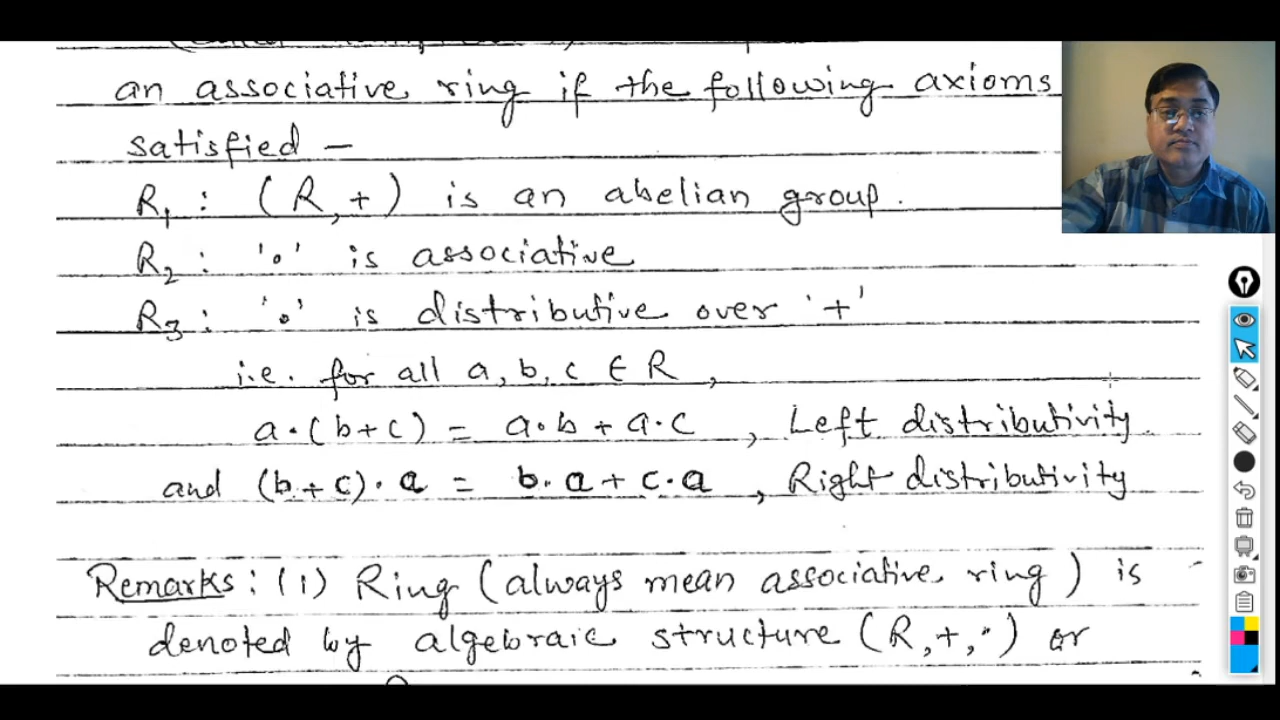 an associative ring if the following axioms
satisfied -
R₁ : (R, +) is an abelian group.
R₂ : '•' is associative
R₃ : '•' is distributive over '+'
i.e. for all a, b, c ∈ R ,
a•(b+c) = a•b + a•c , Left distributivity.
and (b+c)•a = b•a + c•a , Right distributivity
Remarks : (i) Ring (always mean associative ring) is
denoted by algebraic structure (R, +, •) or